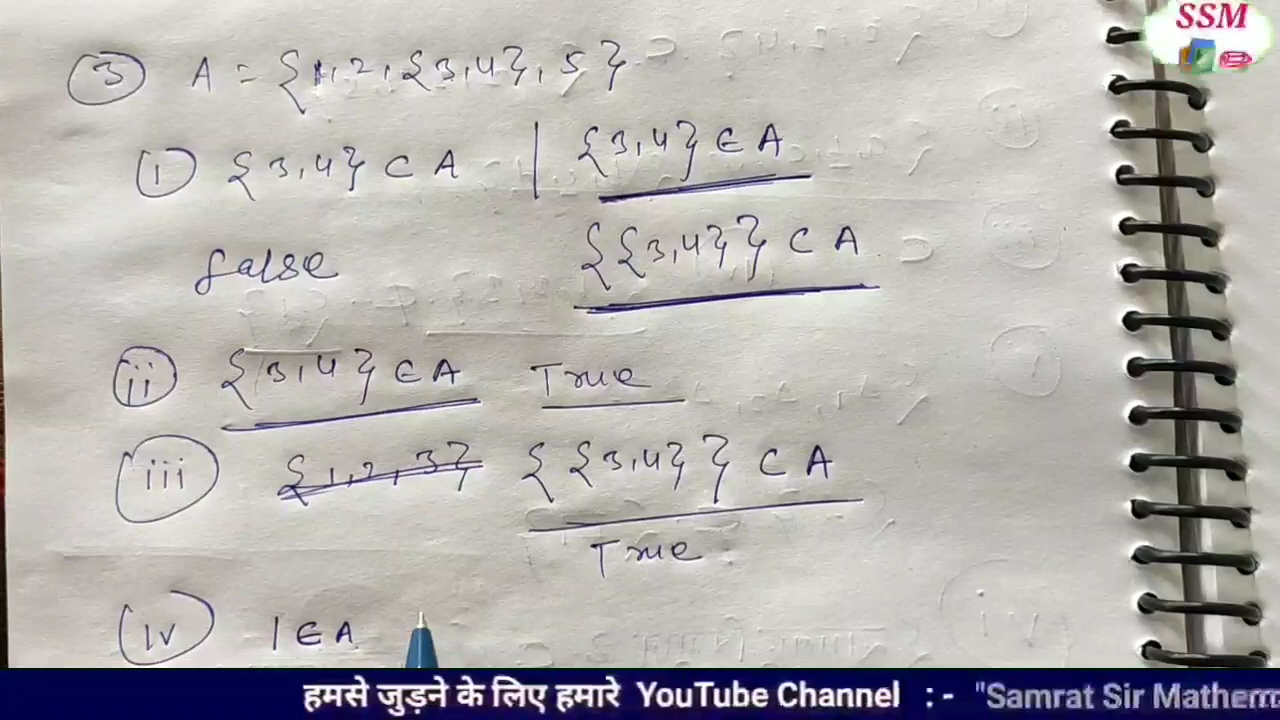 SSM
③ A = {1, 2, {3, 4}, 5}
(i) {3, 4} ⊂ A | {3, 4} ∈ A
false {{3, 4}} ⊂ A
(ii) {3, 4} ∈ A True
(iii) {1, 2, 3} {{3, 4}} ⊂ A
True
(iv) 1 ∈ A
हमसे जुड़ने के लिए हमारे YouTube Channel :- "Samrat Sir Mathem